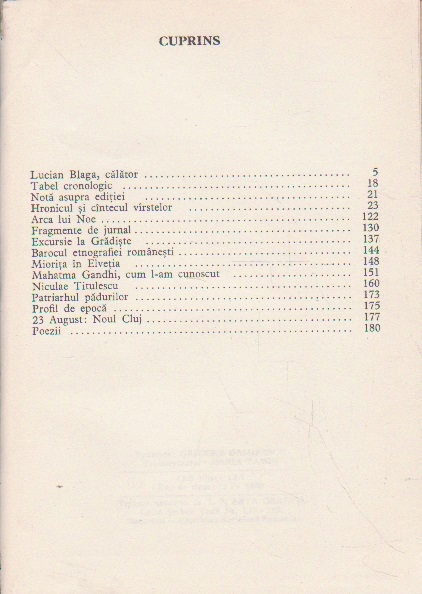 CUPRINS
Lucian Blaga, călător ........ 5
Tabel cronologic ........ 18
Notă asupra ediției ........ 21
Hronicul și cîntecul vîrstelor ........ 23
Arca lui Noe ........ 122
Fragmente de jurnal ........ 130
Excursie la Grădiște ........ 137
Barocul etnografiei românești ........ 144
Miorița în Elveția ........ 148
Mahatma Gandhi, cum l-am cunoscut ........ 151
Niculae Titulescu ........ 160
Patriarhul pădurilor ........ 173
Profil de epocă ........ 175
23 August: Noul Cluj ........ 177
Poezii ........ 180